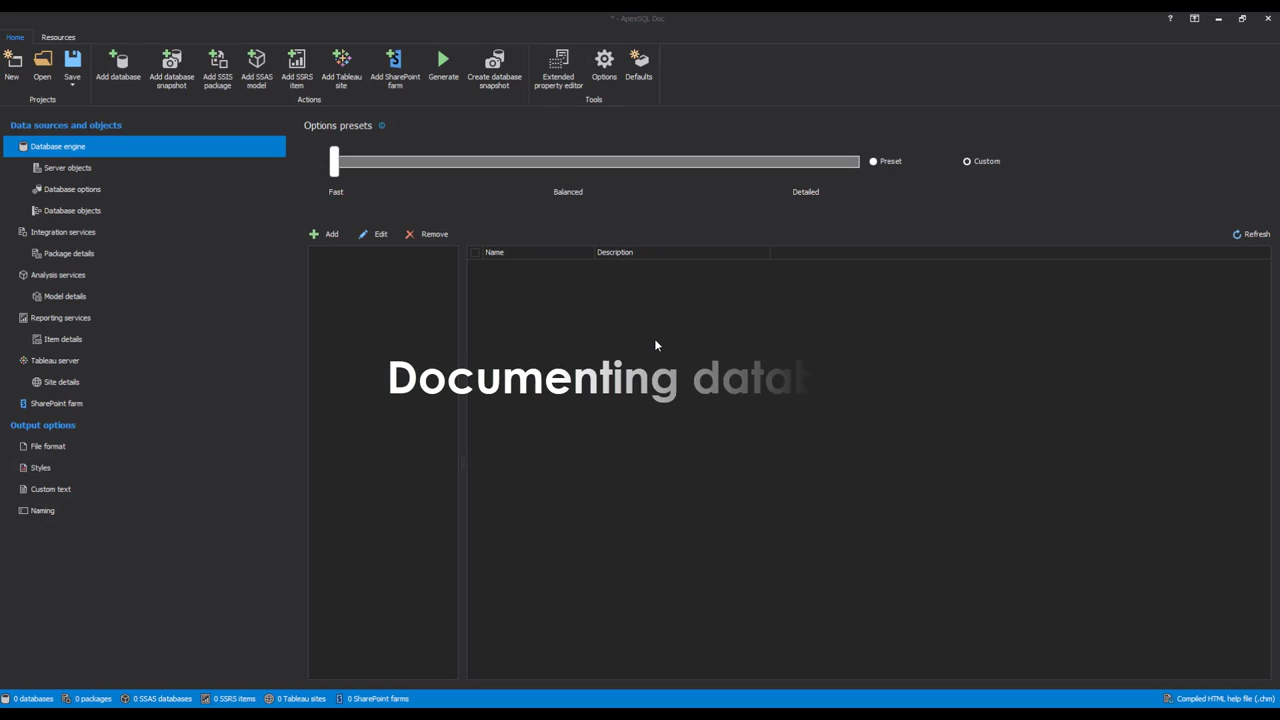 * - ApexSQL Doc
?
Home Resources
New Open Save Add database Add database snapshot Add SSIS package Add SSAS model Add SSRS item Add Tableau site Add SharePoint farm Generate Create database snapshot Extended property editor Options Defaults
Projects Actions Tools
Data sources and objects
Database engine
Server objects
Database options
Database objects
Integration services
Package details
Analysis services
Model details
Reporting services
Item details
Tableau server
Site details
SharePoint farm
Output options
File format
Styles
Custom text
Naming
Options presets
Preset Custom
Fast Balanced Detailed
Add Edit Remove Refresh
Name Description
Documenting datab
0 databases 0 packages 0 SSAS databases 0 SSRS items 0 Tableau sites 0 SharePoint farms Compiled HTML help file (.chm)